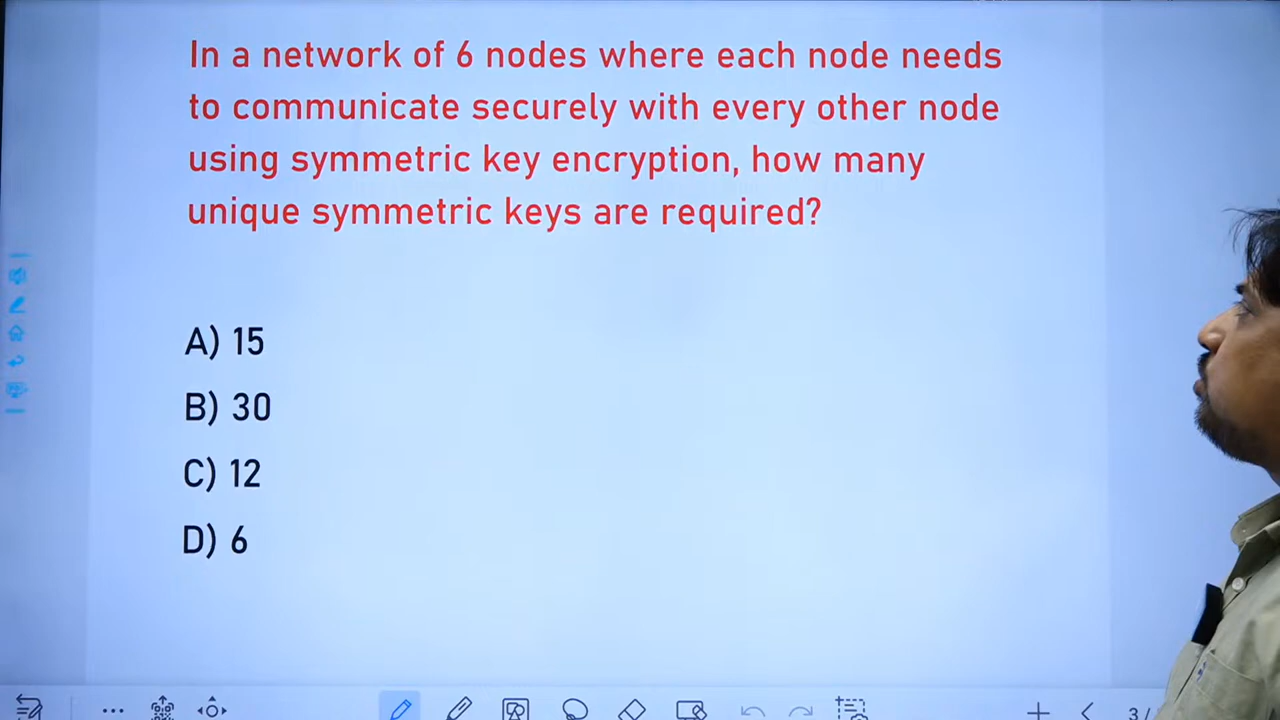 In a network of 6 nodes where each node needs
to communicate securely with every other node
using symmetric key encryption, how many
unique symmetric keys are required?
A) 15
B) 30
C) 12
D) 6
3/